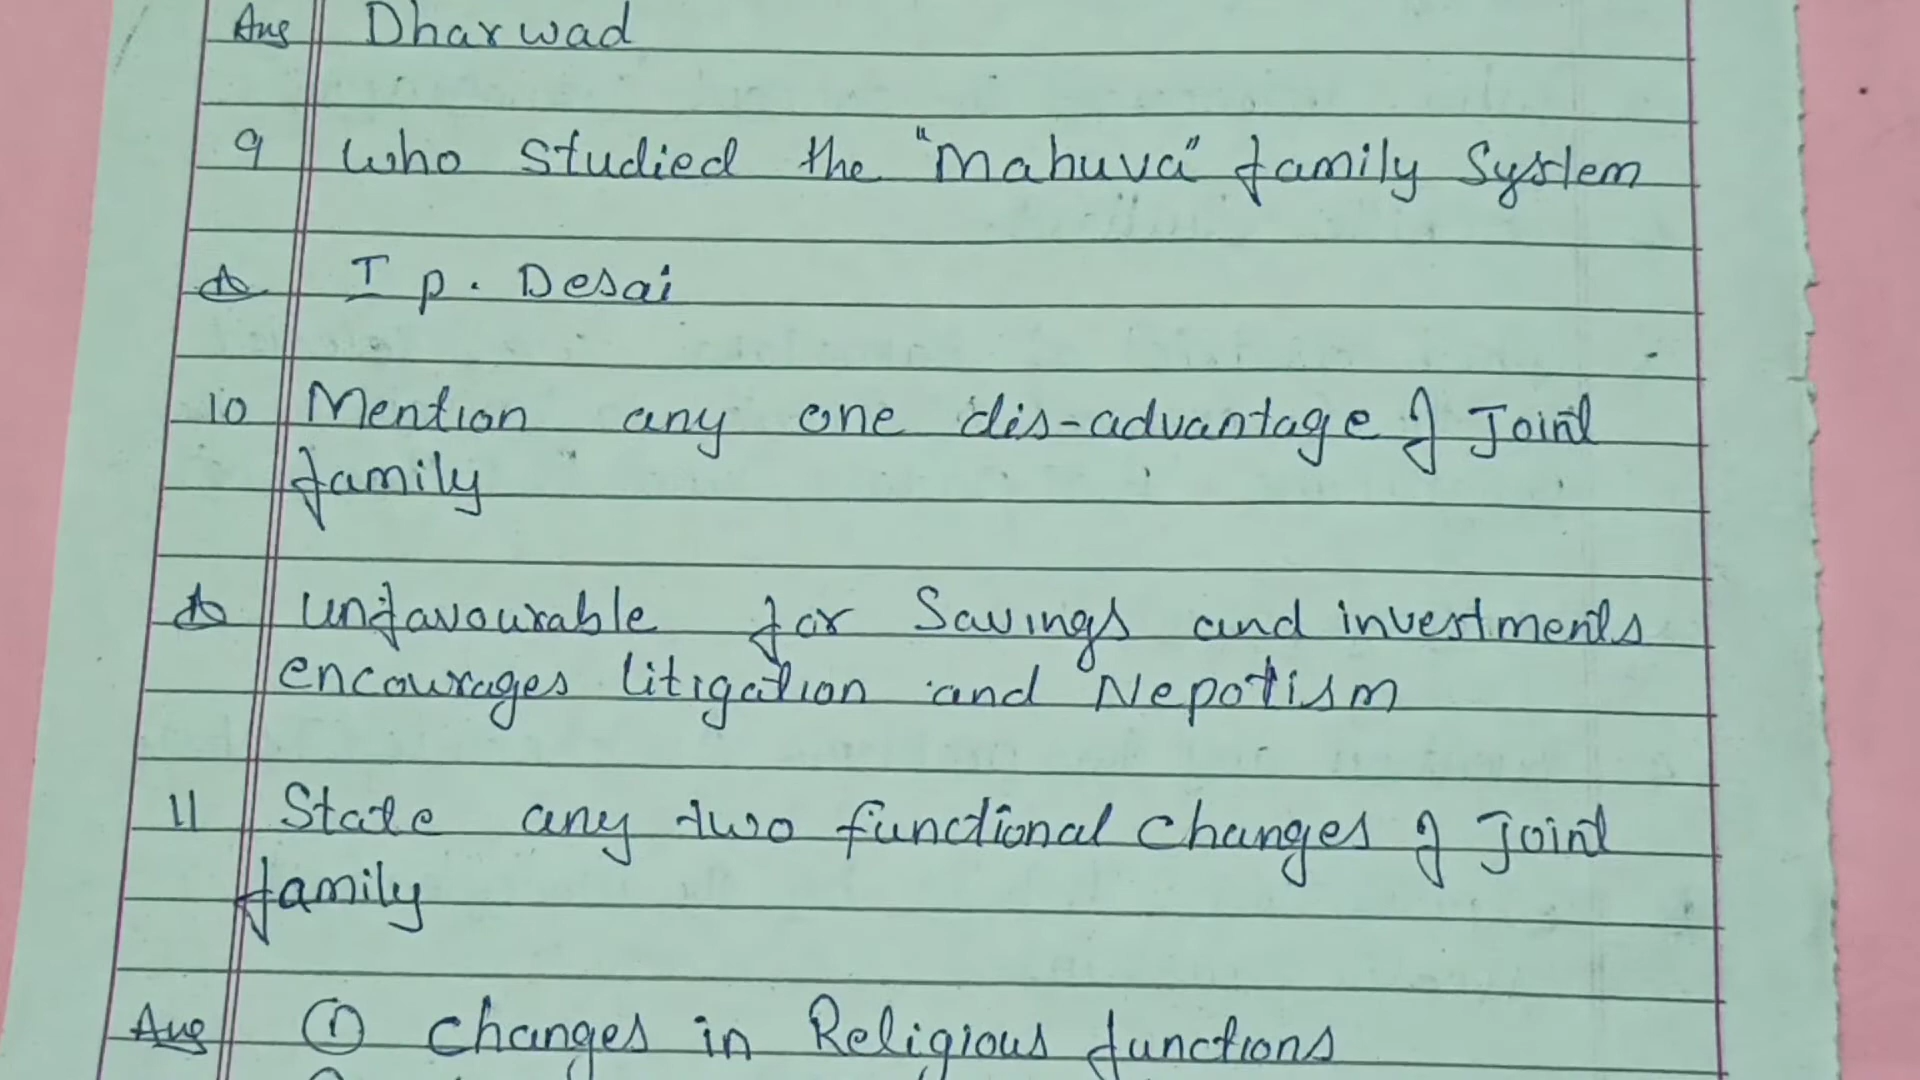 Ans Dharwad
9 Who studied the "Mahuva" family System
A I P. Desai
10 Mention any one dis-advantage of Joint
family
A unfavourable for Savings and investments
encourages litigation and Nepotism
11 State any two functional changes of Joint
family
Ans ① changes in Religious functions